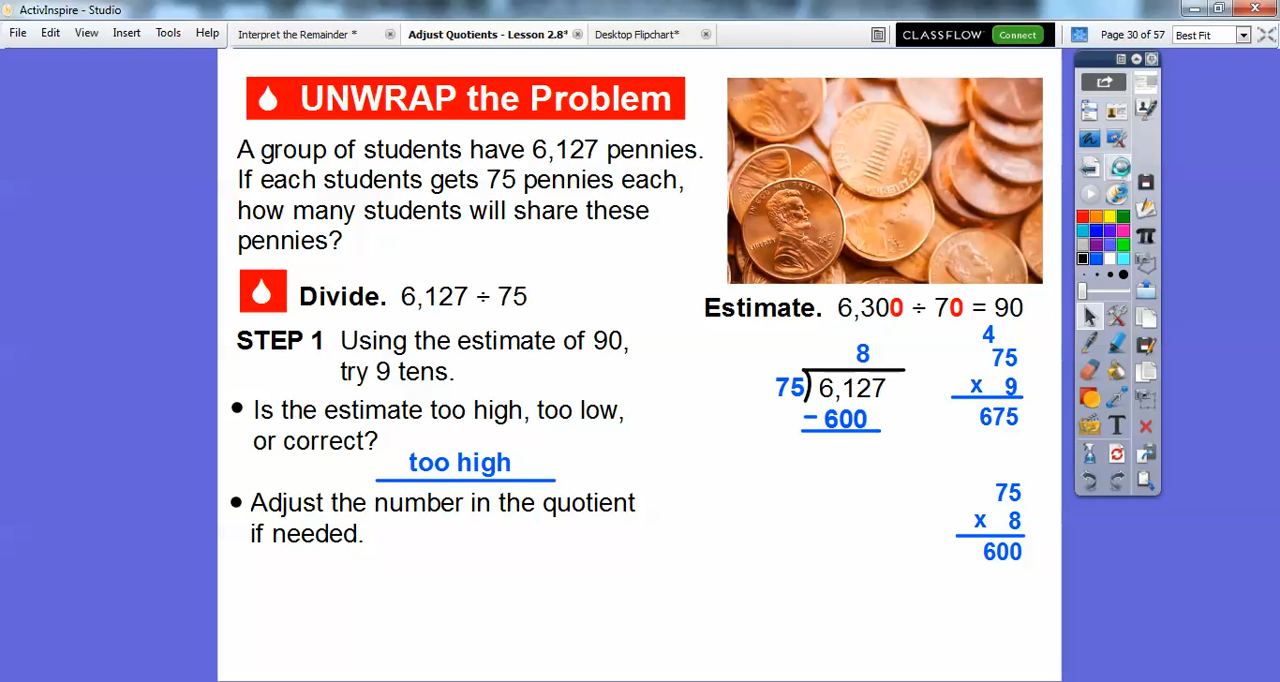 ActivInspire - Studio
File Edit View Insert Tools Help
Interpret the Remainder *
Adjust Quotients - Lesson 2.8*
Desktop Flipchart*
CLASSFLOW Connect
Page 30 of 57
Best Fit
UNWRAP the Problem
A group of students have 6,127 pennies.
If each students gets 75 pennies each,
how many students will share these
pennies?
Divide. 6,127 ÷ 75
Estimate. 6,300 ÷ 70 = 90
STEP 1 Using the estimate of 90,
try 9 tens.
• Is the estimate too high, too low,
or correct?
too high
• Adjust the number in the quotient
if needed.
8
75)6,127
- 600
4
75
x 9
675
75
x 8
600